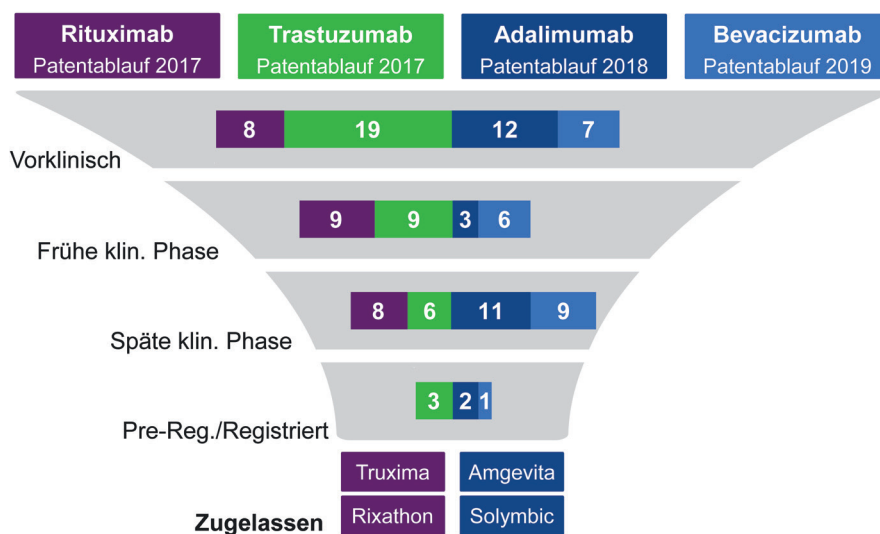 Rituximab
Patentablauf 2017
Trastuzumab
Patentablauf 2017
Adalimumab
Patentablauf 2018
Bevacizumab
Patentablauf 2019
8 19 12 7
Vorklinisch
9 9 3 6
Frühe klin. Phase
8 6 11 9
Späte klin. Phase
3 2 1
Pre-Reg./Registriert
Truxima Amgevita
Zugelassen Rixathon Solymbic